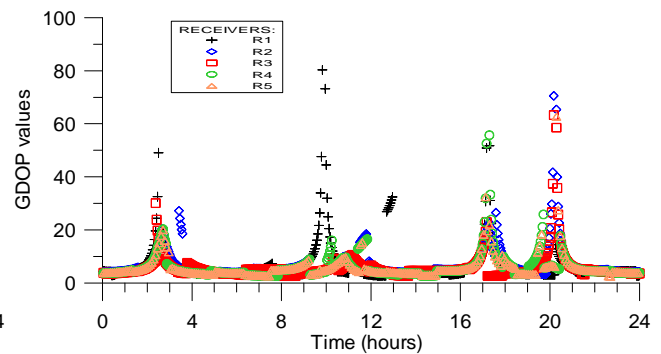 100
80
60
40
20
0
GDOP values
RECEIVERS:
R1
R2
R3
R4
R5
4
0 4 8 12 16 20 24
Time (hours)